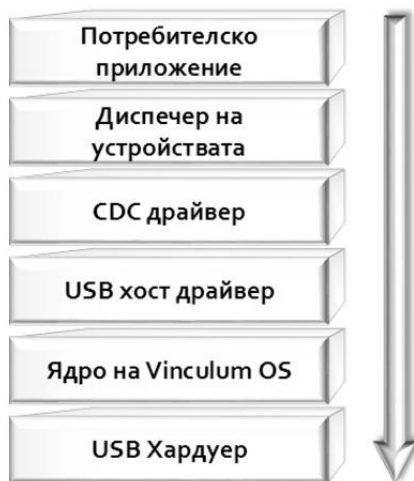 Потребителско
приложение
Диспечер на
устройствата
CDC драйвер
USB хост драйвер
Ядро на Vinculum OS
USB Хардуер